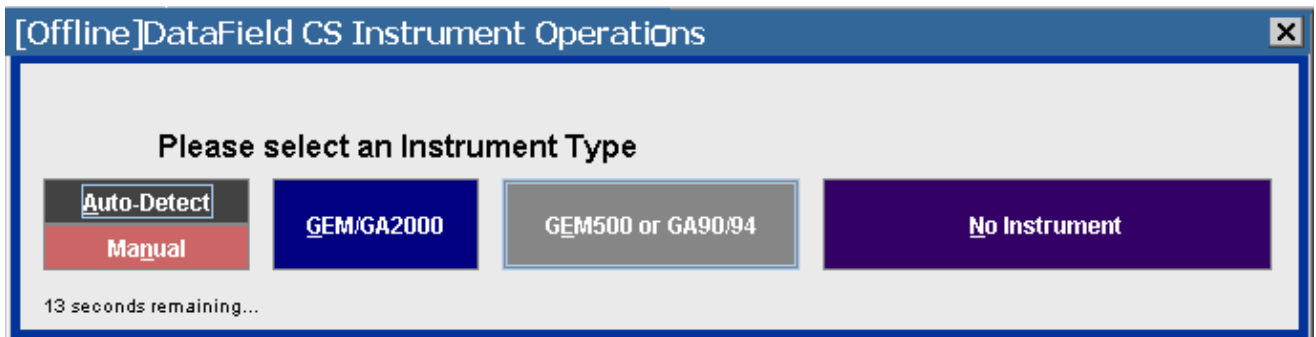 [Offline]DataField CS Instrument Operations
Please select an Instrument Type
Auto-Detect
Manual
GEM/GA2000
GEM500 or GA90/94
No Instrument
13 seconds remaining...